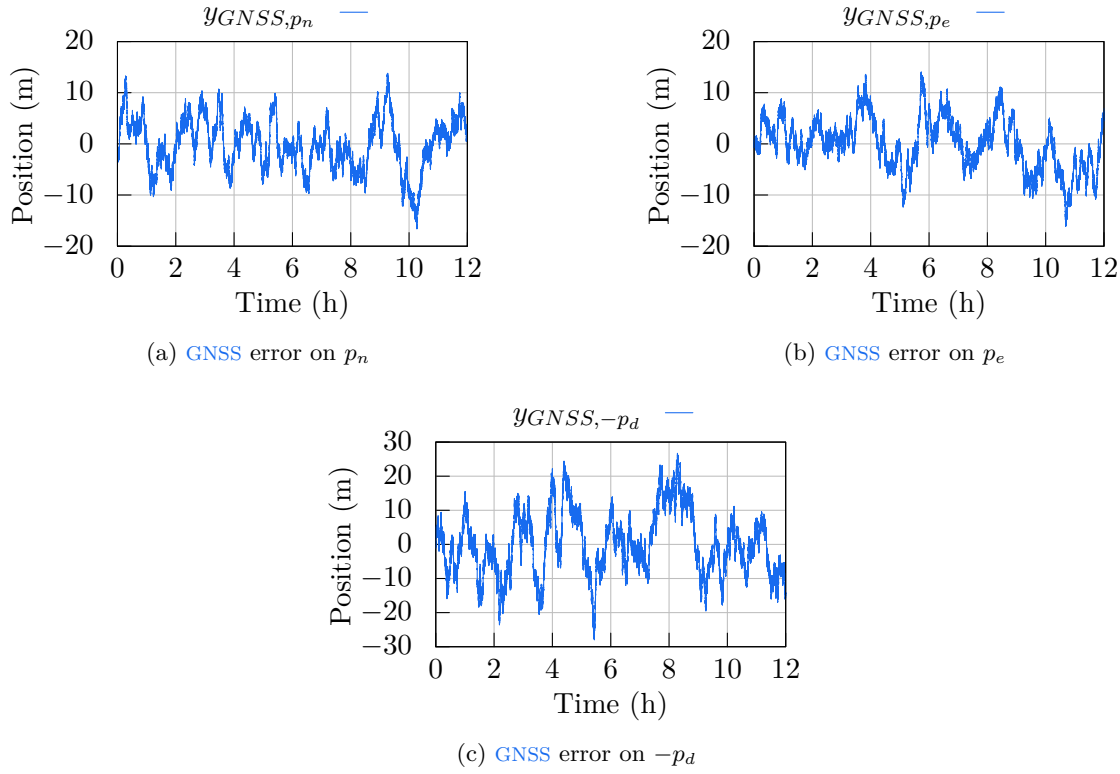 y_{GNSS,p_n}
20
10
0
−10
−20
Position (m)
0 2 4 6 8 10 12
Time (h)
(a) GNSS error on p_n
y_{GNSS,p_e}
20
10
0
−10
−20
Position (m)
0 2 4 6 8 10 12
Time (h)
(b) GNSS error on p_e
y_{GNSS,−p_d}
30
20
10
0
−10
−20
−30
Position (m)
0 2 4 6 8 10 12
Time (h)
(c) GNSS error on −p_d